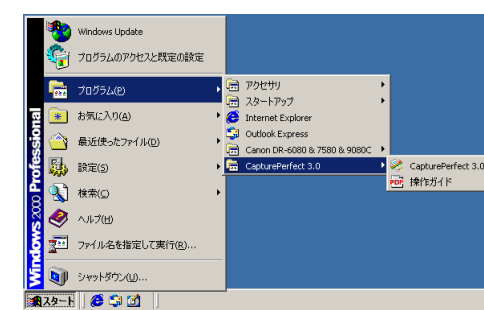 Windows Update
プログラムのアクセスと既定の設定
プログラム(P)
お気に入り(A)
最近使ったファイル(D)
設定(S)
検索(C)
ヘルプ(H)
ファイル名を指定して実行(R)...
シャットダウン(U)...
Windows 2000 Professional
アクセサリ
スタートアップ
Internet Explorer
Outlook Express
Canon DR-6080 & 7580 & 9080C
CapturePerfect 3.0
CapturePerfect 3.0
PDF 操作ガイド
スタート